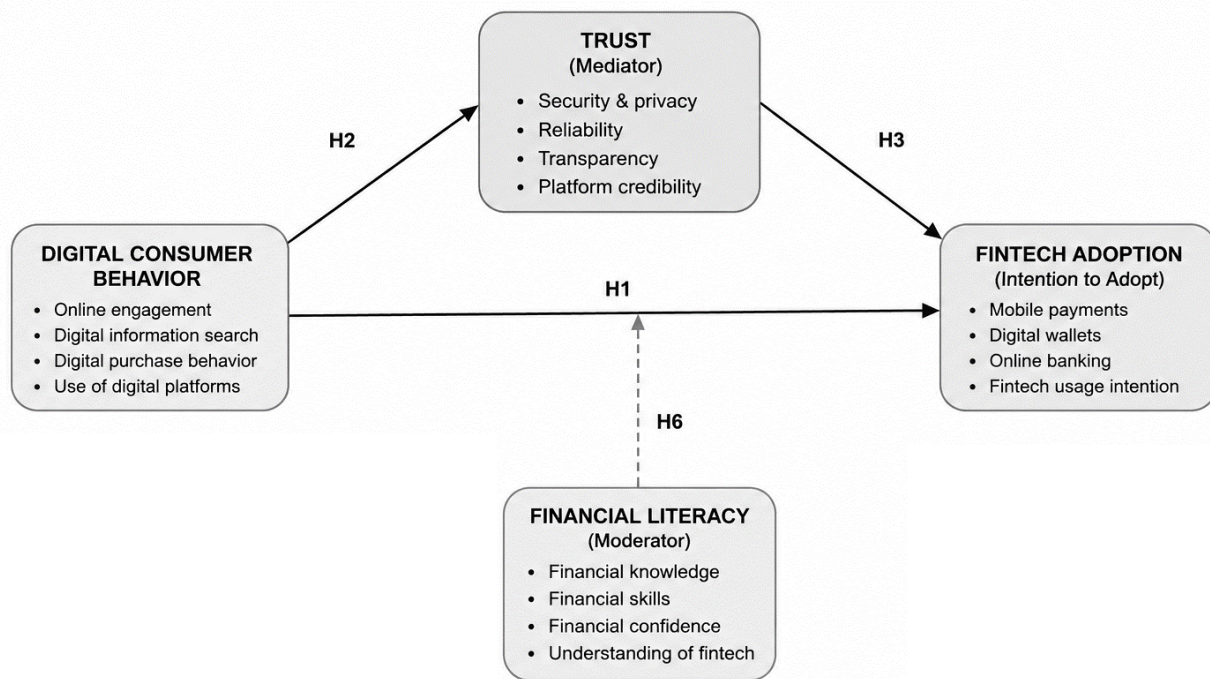 TRUST
(Mediator)
• Security & privacy
• Reliability
• Transparency
• Platform credibility
H2
H3
DIGITAL CONSUMER
BEHAVIOR
• Online engagement
• Digital information search
• Digital purchase behavior
• Use of digital platforms
H1
FINTECH ADOPTION
(Intention to Adopt)
• Mobile payments
• Digital wallets
• Online banking
• Fintech usage intention
H6
FINANCIAL LITERACY
(Moderator)
• Financial knowledge
• Financial skills
• Financial confidence
• Understanding of fintech